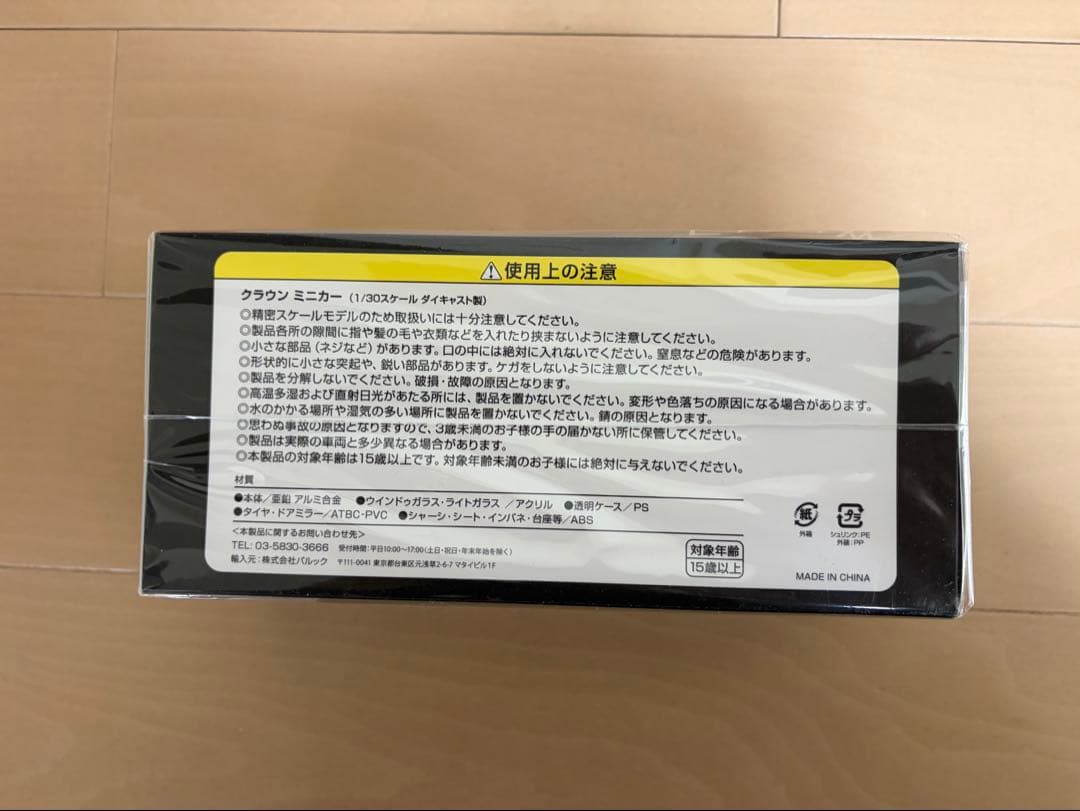 ⚠使用上の注意
クラウン ミニカー（1/30スケール ダイキャスト製）
◎精密スケールモデルのため取扱いには十分注意してください。
◎製品各所の隙間に指や髪の毛や衣類などを入れたり挟まないように注意してください。
◎小さな部品（ネジなど）があります。口の中には絶対に入れないでください。窒息などの危険があります。
◎形状的に小さな突起や、鋭い部品があります。ケガをしないように注意してください。
◎製品を分解しないでください。破損・故障の原因となります。
◎高温多湿および直射日光があたる所には、製品を置かないでください。変形や色落ちの原因になる場合があります。
◎水のかかる場所や湿気の多い場所に製品を置かないでください。錆の原因となります。
◎思わぬ事故の原因となりますので、3歳未満のお子様の手の届かない所に保管してください。
◎製品は実際の車両と多少異なる場合があります。
◎本製品の対象年齢は15歳以上です。対象年齢未満のお子様には絶対に与えないでください。
材質
●本体／亜鉛 アルミ合金 ●ウインドゥガラス・ライトガラス ／アクリル ●透明ケース／PS
●タイヤ・ドアミラー／ATBC-PVC ●シャーシ・シート・インパネ・台座等／ABS
＜本製品に関するお問い合わせ先＞
TEL: 03-5830-3666 受付時間：平日10:00〜17:00（土日・祝日・年末年始を除く）
輸入元：株式会社パルック 〒111-0041 東京都台東区元浅草2-6-7 マタイビル1F
対象年齢
15歳以上
紙
外箱
プラ
シュリンク：PE
外箱：PP
MADE IN CHINA